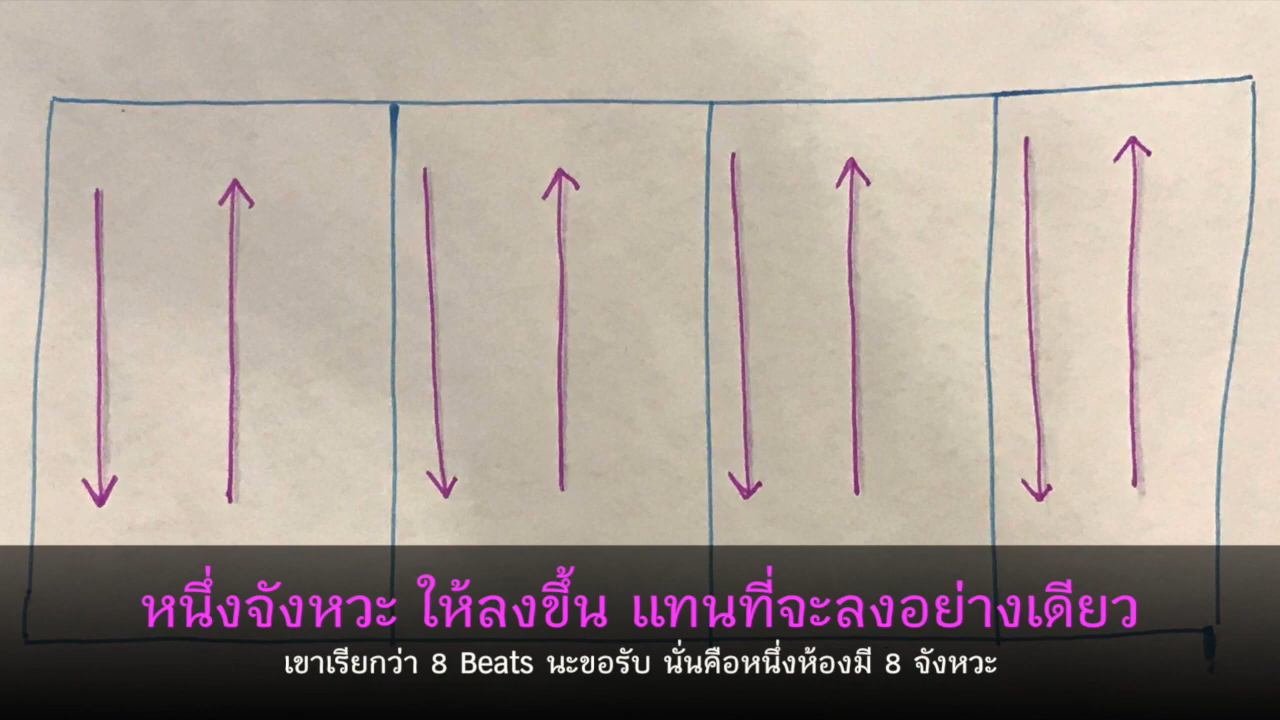 หนึ่งจังหวะ ให้ลงขึ้น แทนที่จะลงอย่างเดียว
เขาเรียกว่า 8 Beats นะขอรับ นั่นคือหนึ่งห้องมี 8 จังหวะ